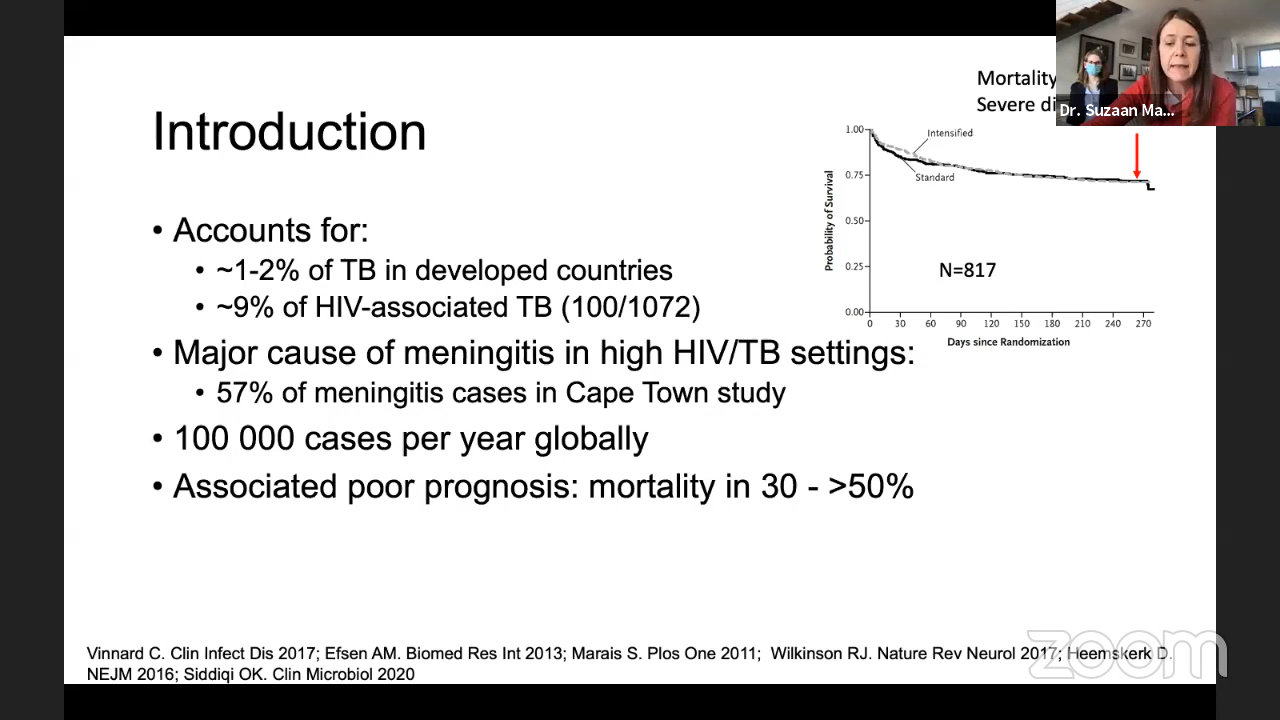 Introduction
• Accounts for:
• ~1-2% of TB in developed countries
• ~9% of HIV-associated TB (100/1072)
• Major cause of meningitis in high HIV/TB settings:
• 57% of meningitis cases in Cape Town study
• 100 000 cases per year globally
• Associated poor prognosis: mortality in 30 - >50%
Mortality
Severe
Dr. Suzaan Ma...
1.00
0.75
0.50
0.25
0.00
Probability of Survival
Intensified
Standard
N=817
0 30 60 90 120 150 180 210 240 270
Days since Randomization
Vinnard C. Clin Infect Dis 2017; Efsen AM. Biomed Res Int 2013; Marais S. Plos One 2011; Wilkinson RJ. Nature Rev Neurol 2017; Heemskerk D.
NEJM 2016; Siddiqi OK. Clin Microbiol 2020
zoom